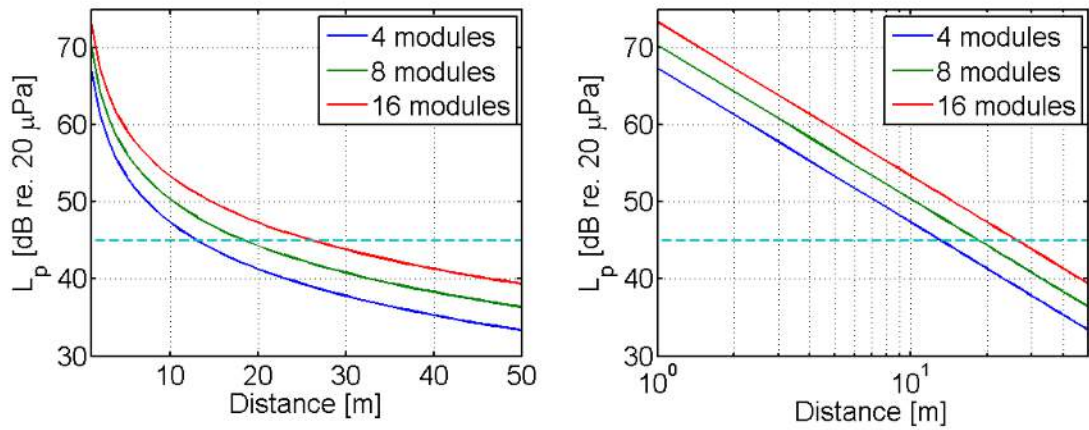 70
60
50
40
30
L_p [dB re. 20 μPa]
10
20
30
40
50
Distance [m]
4 modules
8 modules
16 modules
70
60
50
40
30
L_p [dB re. 20 μPa]
10^0
10^1
Distance [m]
4 modules
8 modules
16 modules